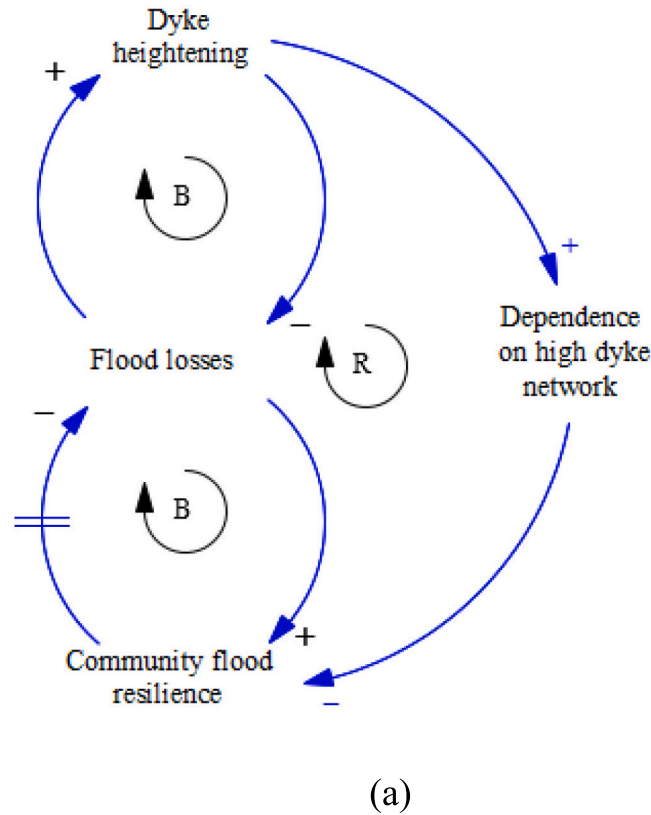 Dyke
heightening
+
B
+
−
Flood losses
R
Dependence
on high dyke
network
−
B
+
Community flood
resilience
−
(a)